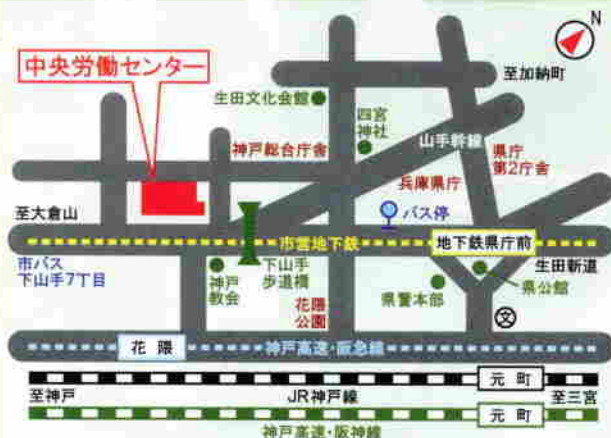 N
中央労働センター
至加納町
生田文化会館
四宮
神社
山手幹線
神戸総合庁舎
県庁
第2庁舎
兵庫県庁
至大倉山
バス停
市営地下鉄
地下鉄県庁前
生田新道
市バス
下山手7丁目
神戸
教会
下山手
歩道橋
県公館
県警本部
花隈
公園
文
花隈
神戸高速・阪急線
元町
至神戸
JR神戸線
至三宮
元町
神戸高速・阪神線